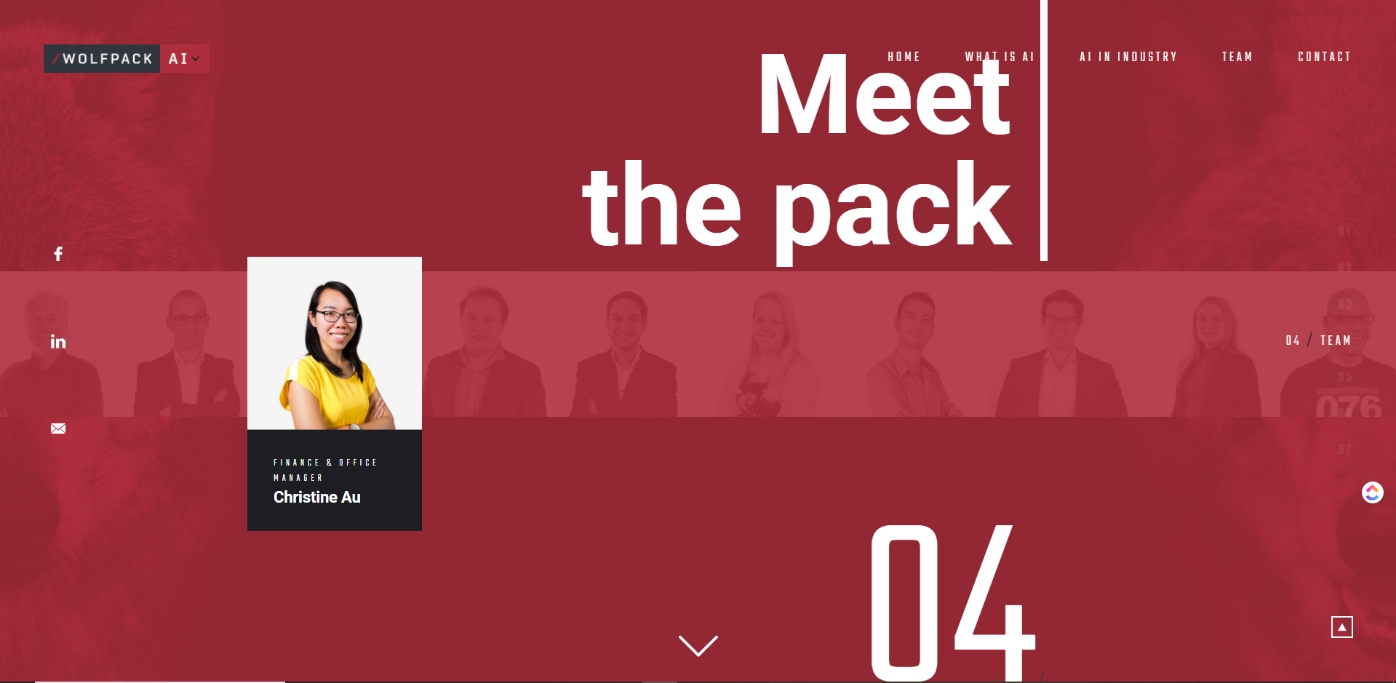 /WOLFPACK AI
HOME WHAT IS AI AI IN INDUSTRY TEAM CONTACT
Meet
the pack
01
02
03
04 / TEAM
05
07
076
FINANCE & OFFICE
MANAGER
Christine Au
04